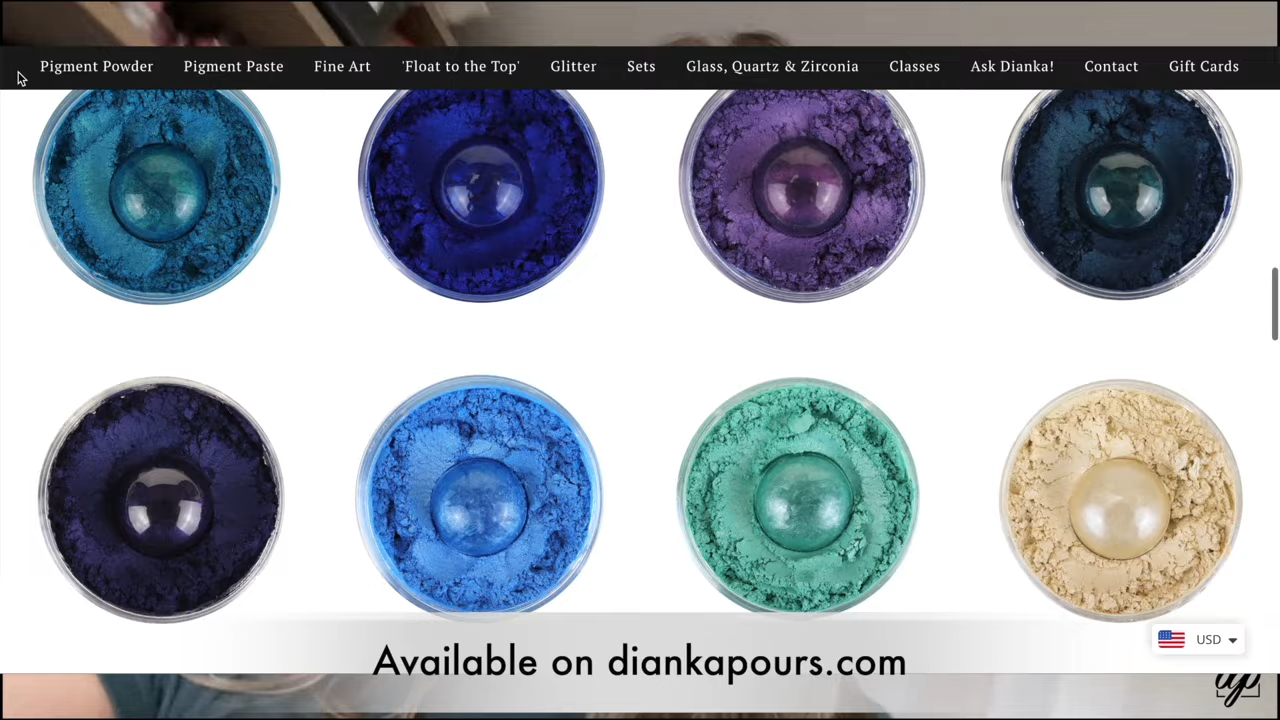 Pigment Powder Pigment Paste Fine Art 'Float to the Top' Glitter Sets Glass, Quartz & Zirconia Classes Ask Dianka! Contact Gift Cards
USD
Available on diankapours.com
dp